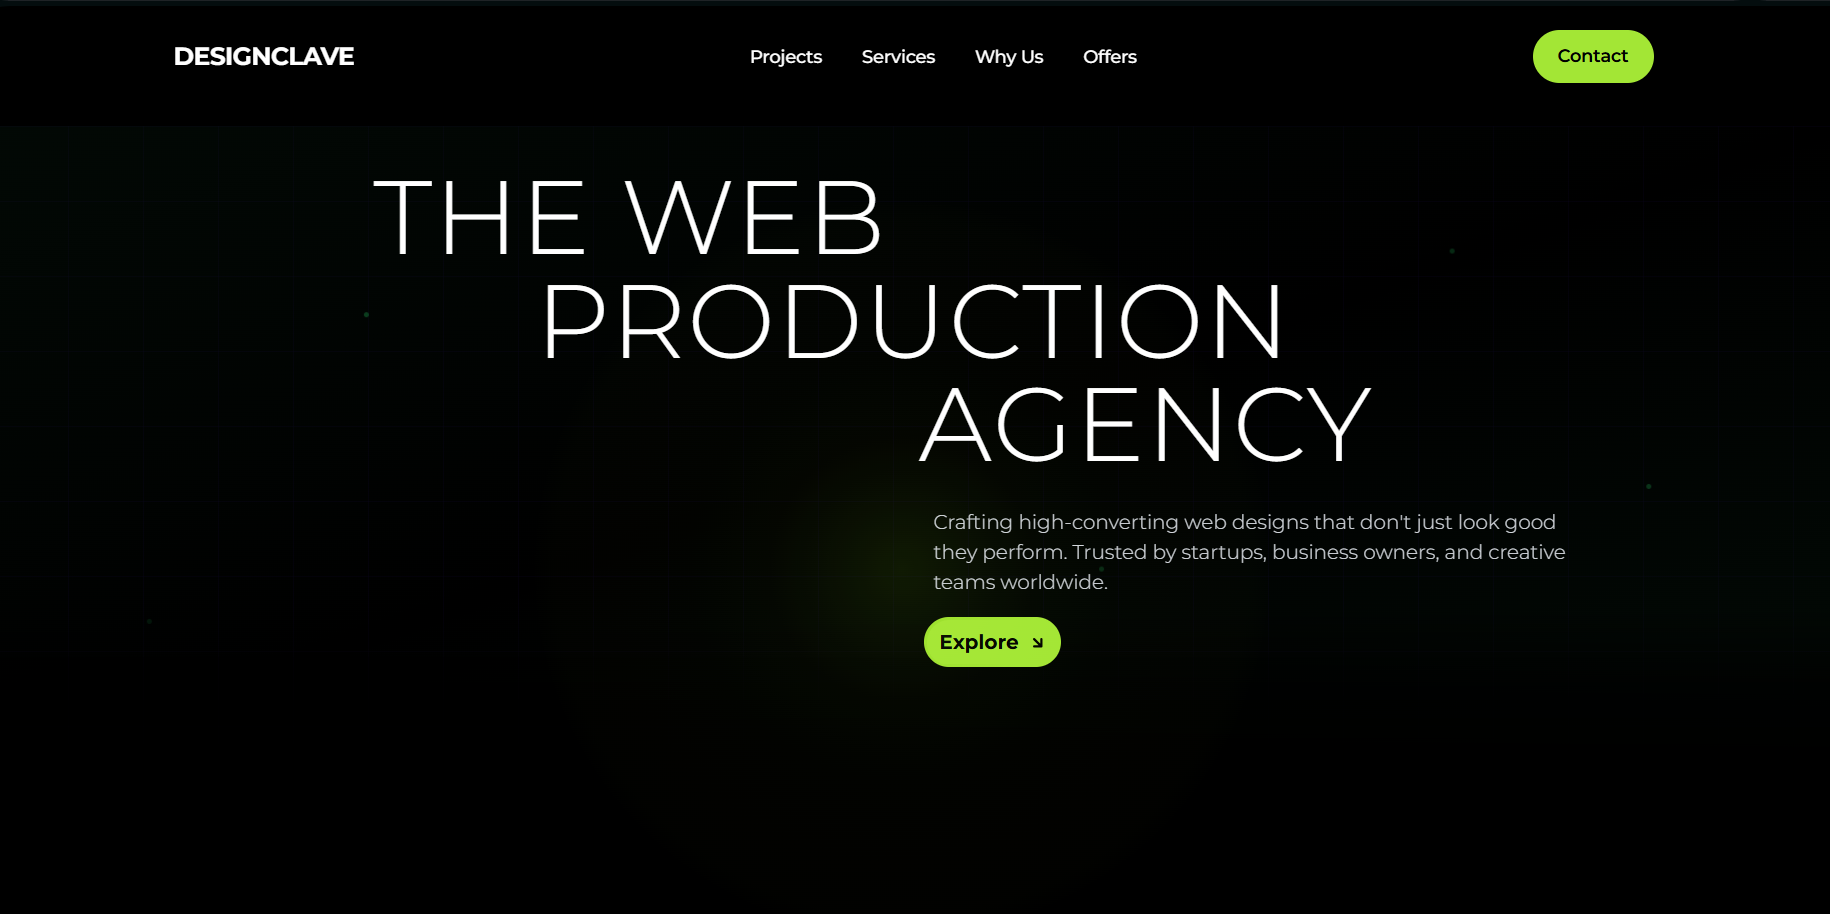 DESIGNCLAVE
Projects Services Why Us Offers
Contact
THE WEB
PRODUCTION
AGENCY
Crafting high-converting web designs that don't just look good
they perform. Trusted by startups, business owners, and creative
teams worldwide.
Explore